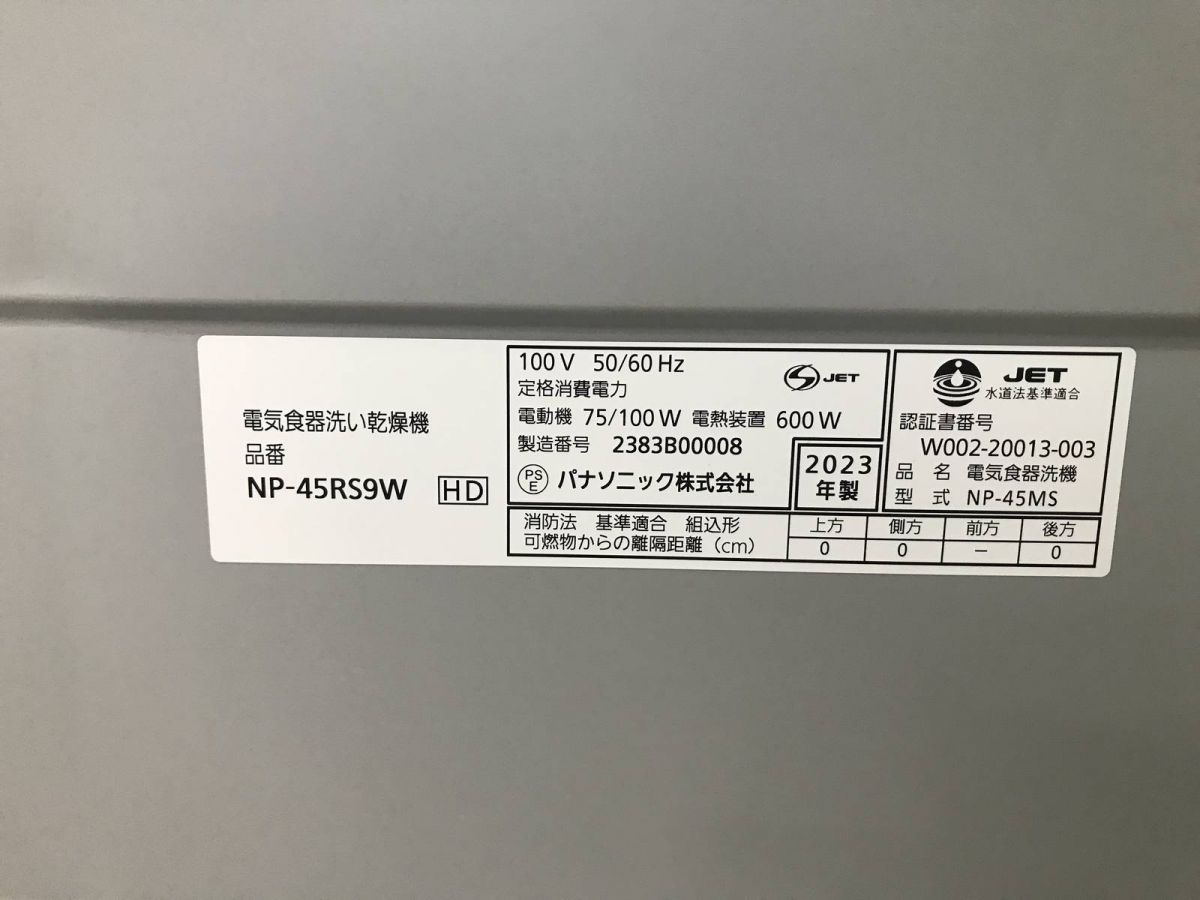 電気食器洗い乾燥機
品番
NP-45RS9W HD
100V 50/60Hz
JET
定格消費電力
電動機 75/100W 電熱装置 600W
製造番号 2383B00008
PS
E
パナソニック株式会社
2023
年製
JET
水道法基準適合
認証書番号
W002-20013-003
品 名 電気食器洗機
型 式 NP-45MS
消防法 基準適合 組込形
可燃物からの離隔距離(cm)
上方 側方 前方 後方
0 0 − 0